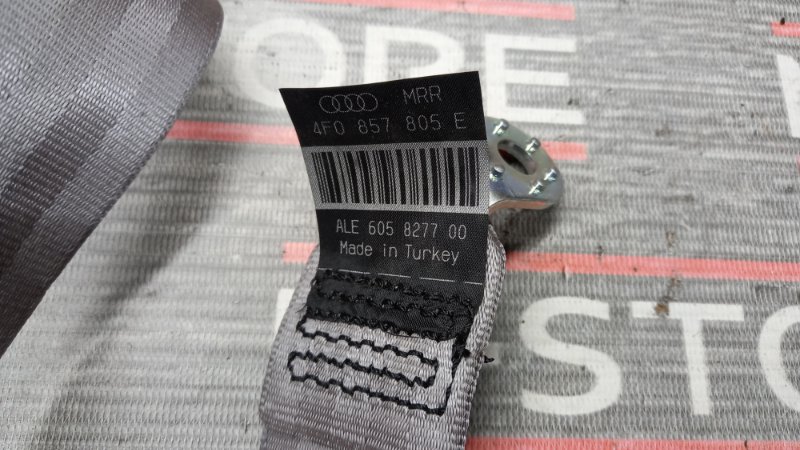 OPE
MRR
4F0 857 805 E
ALE 605 8277 00
Made in Turkey
-STO